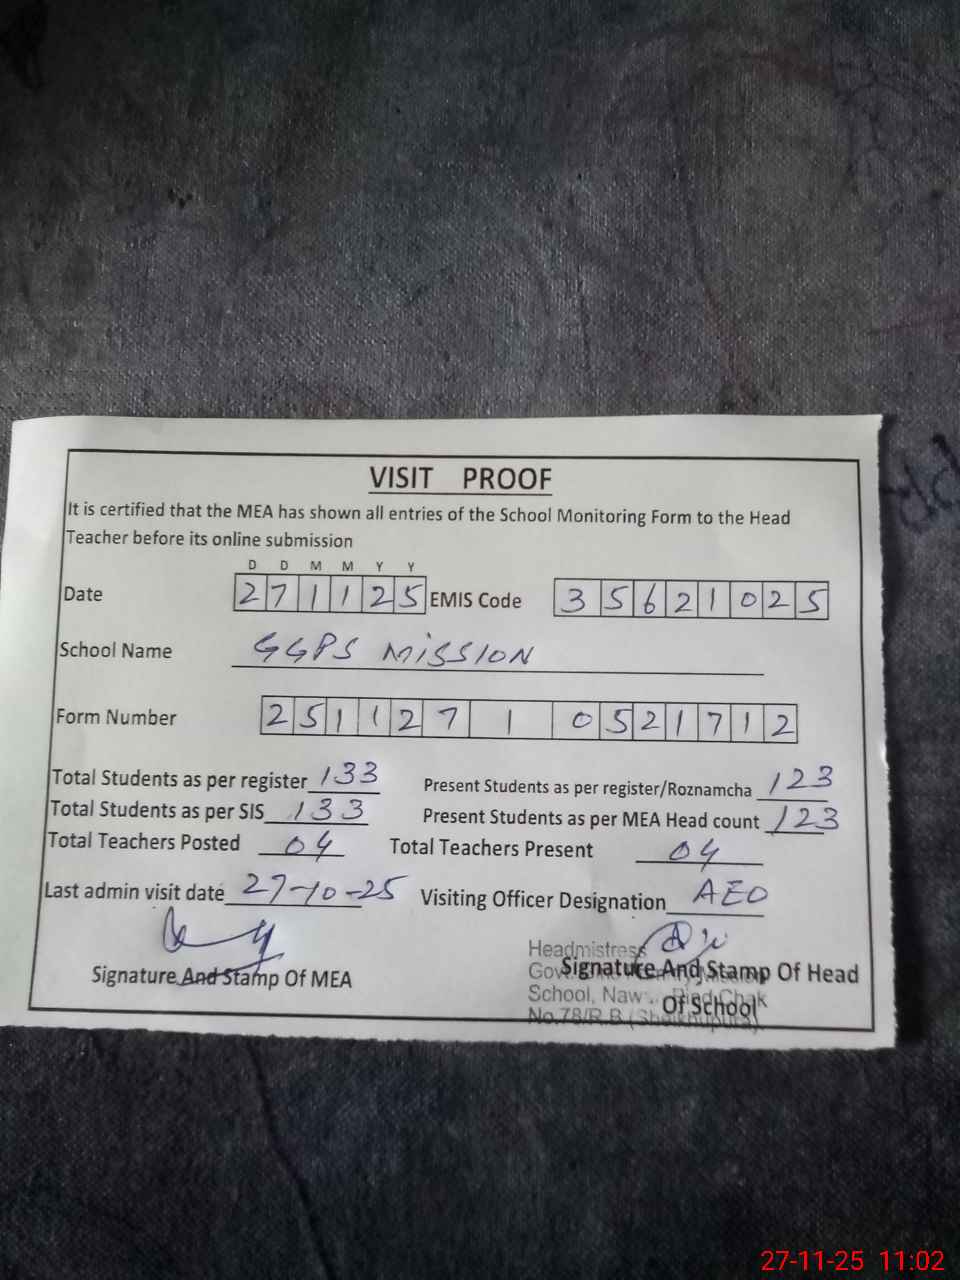 VISIT PROOF
It is certified that the MEA has shown all entries of the School Monitoring Form to the Head
Teacher before its online submission
D D M M Y Y
Date 271125 EMIS Code 35621025
School Name GGPS MISSION
Form Number 251127 1 0521712
Total Students as per register 133 Present Students as per register/Roznamcha 123
Total Students as per SIS 133 Present Students as per MEA Head count 123
Total Teachers Posted 04 Total Teachers Present 04
Last admin visit date 27-10-25 Visiting Officer Designation AEO
Signature And Stamp Of MEA Signature And Stamp Of Head
Of School
Headmistress
School,
No.78/R.B (Sheikhupura)
27-11-25 11:02